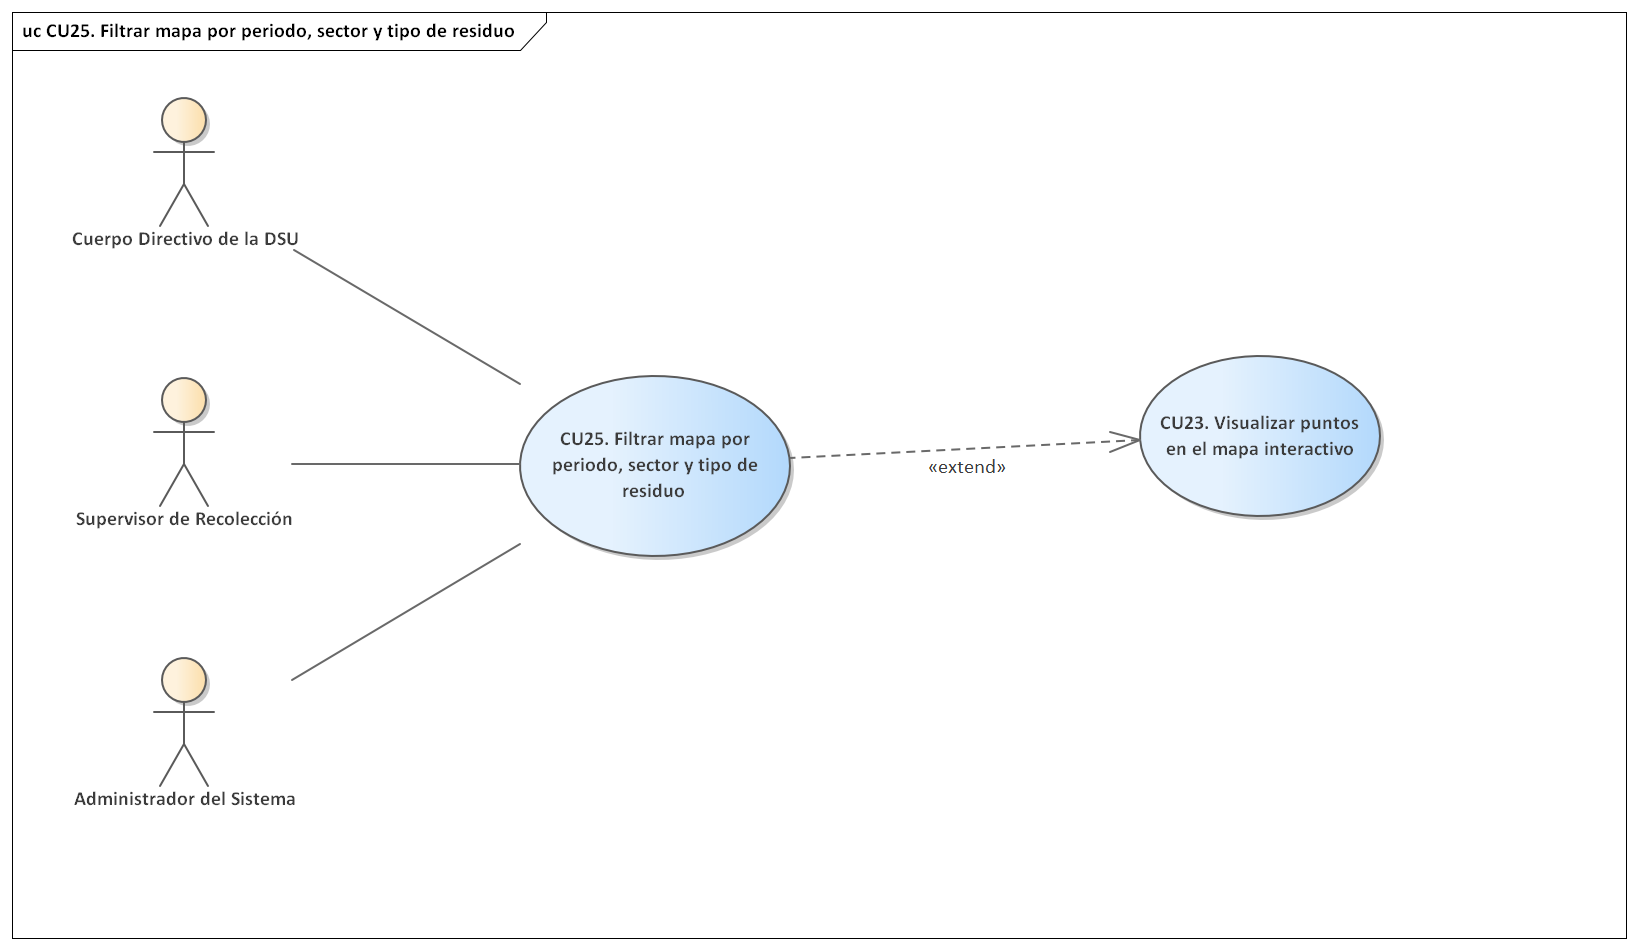 uc CU25. Filtrar mapa por periodo, sector y tipo de residuo
Cuerpo Directivo de la DSU
Supervisor de Recolección
Administrador del Sistema
CU25. Filtrar mapa por
periodo, sector y tipo de
residuo
«extend»
CU23. Visualizar puntos
en el mapa interactivo